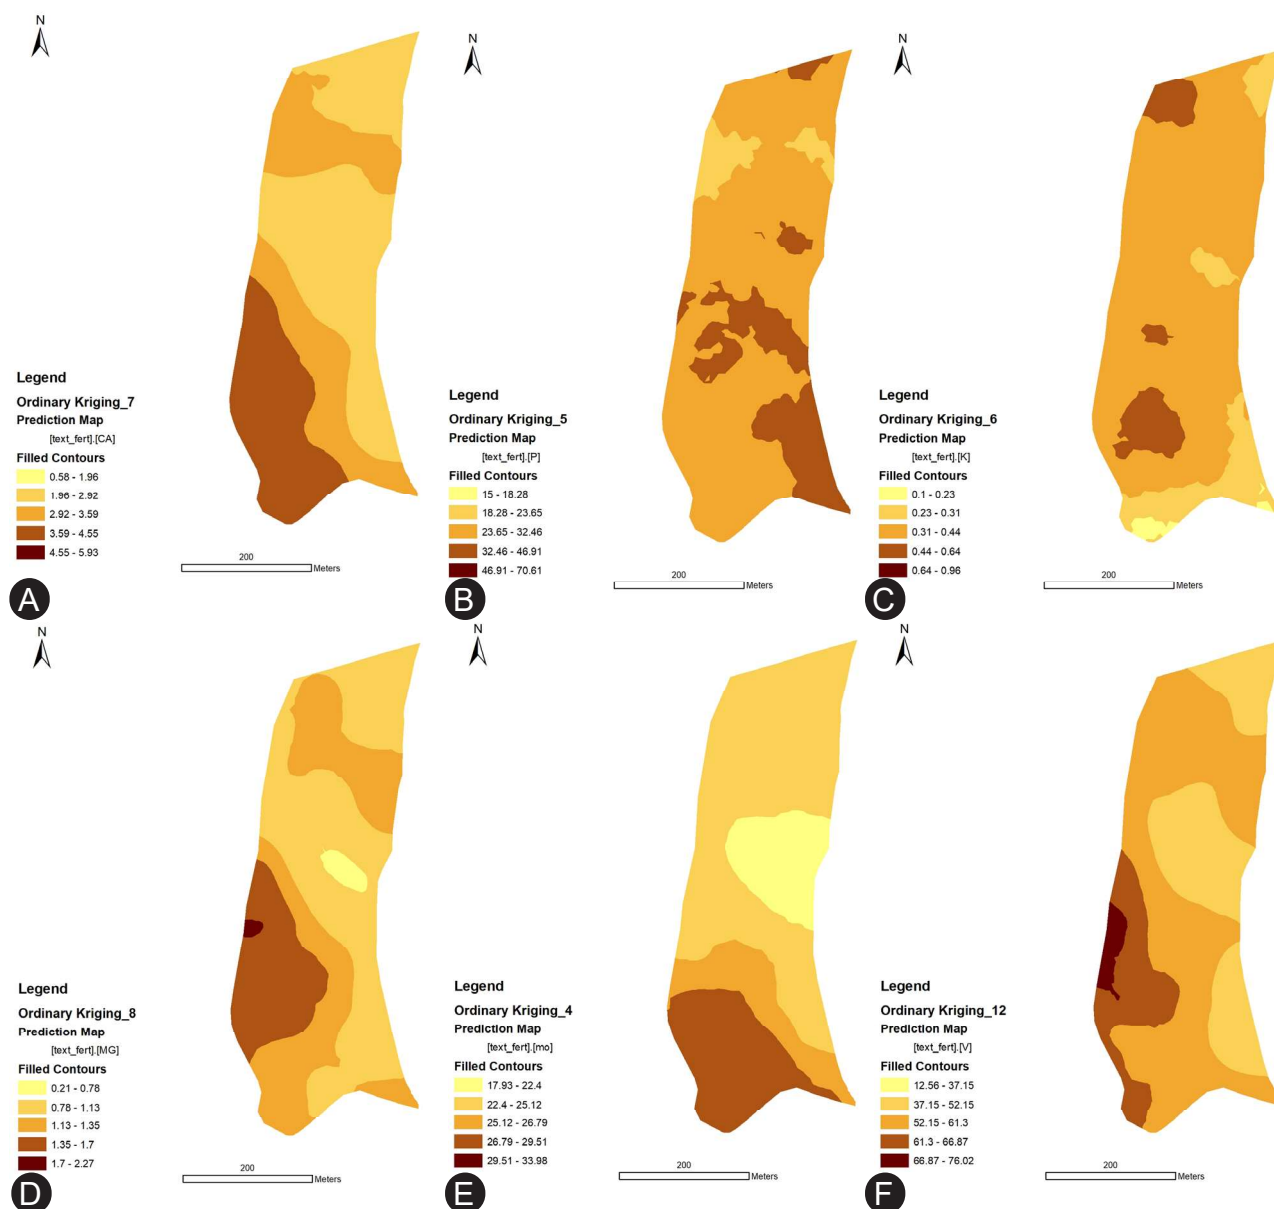 N
Legend
Ordinary Kriging_7
Prediction Map
[text_fert].[CA]
Filled Contours
0.58 - 1.96
1.96 - 2.92
2.92 - 3.59
3.59 - 4.55
4.55 - 5.93
200
Meters
A
N
Legend
Ordinary Kriging_5
Prediction Map
[text_fert].[P]
Filled Contours
15 - 18.28
18.28 - 23.65
23.65 - 32.46
32.46 - 46.91
46.91 - 70.61
200
Meters
B
N
Legend
Ordinary Kriging_6
Prediction Map
[text_fert].[K]
Filled Contours
0.1 - 0.23
0.23 - 0.31
0.31 - 0.44
0.44 - 0.64
0.64 - 0.96
200
Meters
C
N
Legend
Ordinary Kriging_8
Prediction Map
[text_fert].[MG]
Filled Contours
0.21 - 0.78
0.78 - 1.13
1.13 - 1.35
1.35 - 1.7
1.7 - 2.27
200
Meters
D
N
Legend
Ordinary Kriging_4
Prediction Map
[text_fert].[mo]
Filled Contours
17.93 - 22.4
22.4 - 25.12
25.12 - 26.79
26.79 - 29.51
29.51 - 33.98
200
Meters
E
N
Legend
Ordinary Kriging_12
Prediction Map
[text_fert].[V]
Filled Contours
12.56 - 37.15
37.15 - 52.15
52.15 - 61.3
61.3 - 66.87
66.87 - 76.02
200
Meters
F